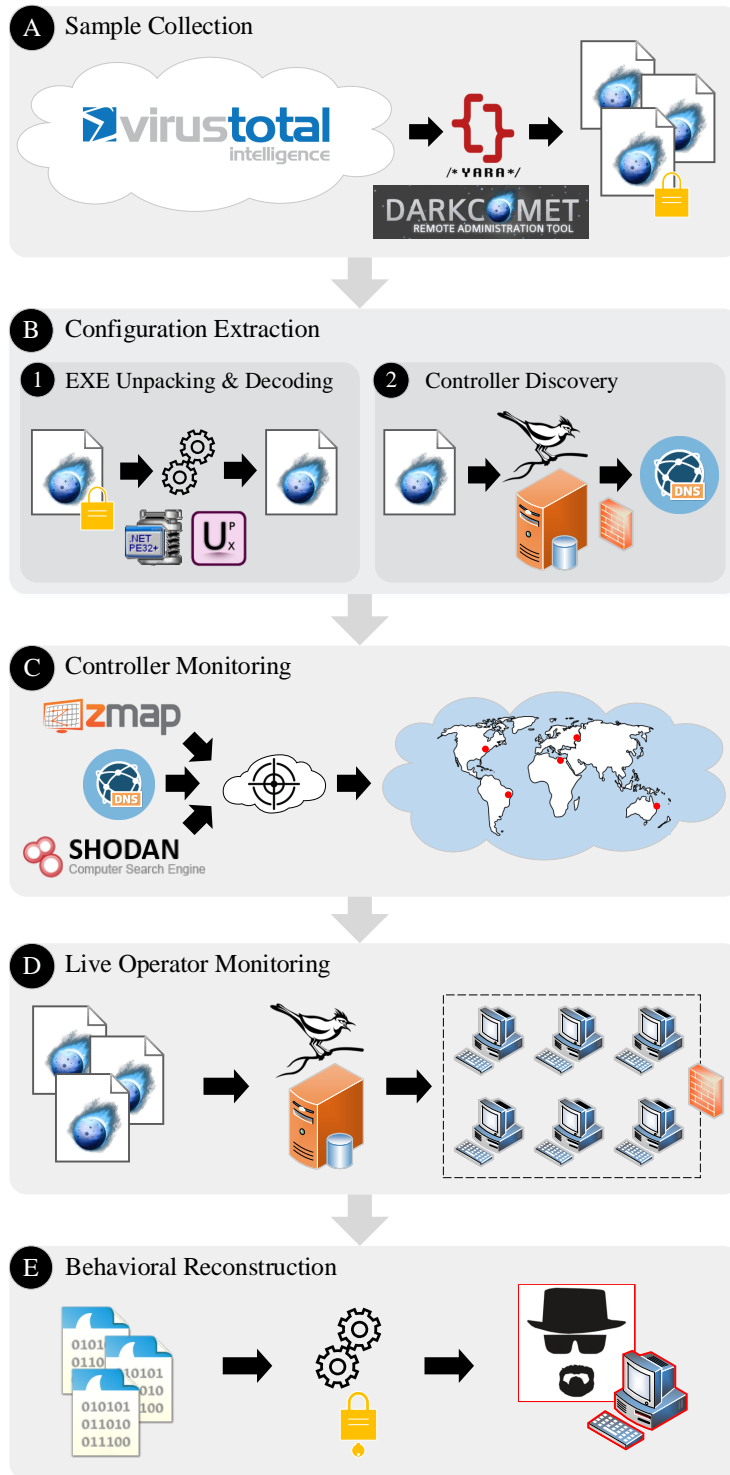 A Sample Collection
virustotal
intelligence
/* YARA */
DARKCOMET
REMOTE ADMINISTRATION TOOL
B Configuration Extraction
1 EXE Unpacking & Decoding
2 Controller Discovery
.NET
PE32+
UPX
DNS
C Controller Monitoring
zmap
DNS
SHODAN
Computer Search Engine
D Live Operator Monitoring
E Behavioral Reconstruction
0101
0110
10101
010
100
010101
011010
011100